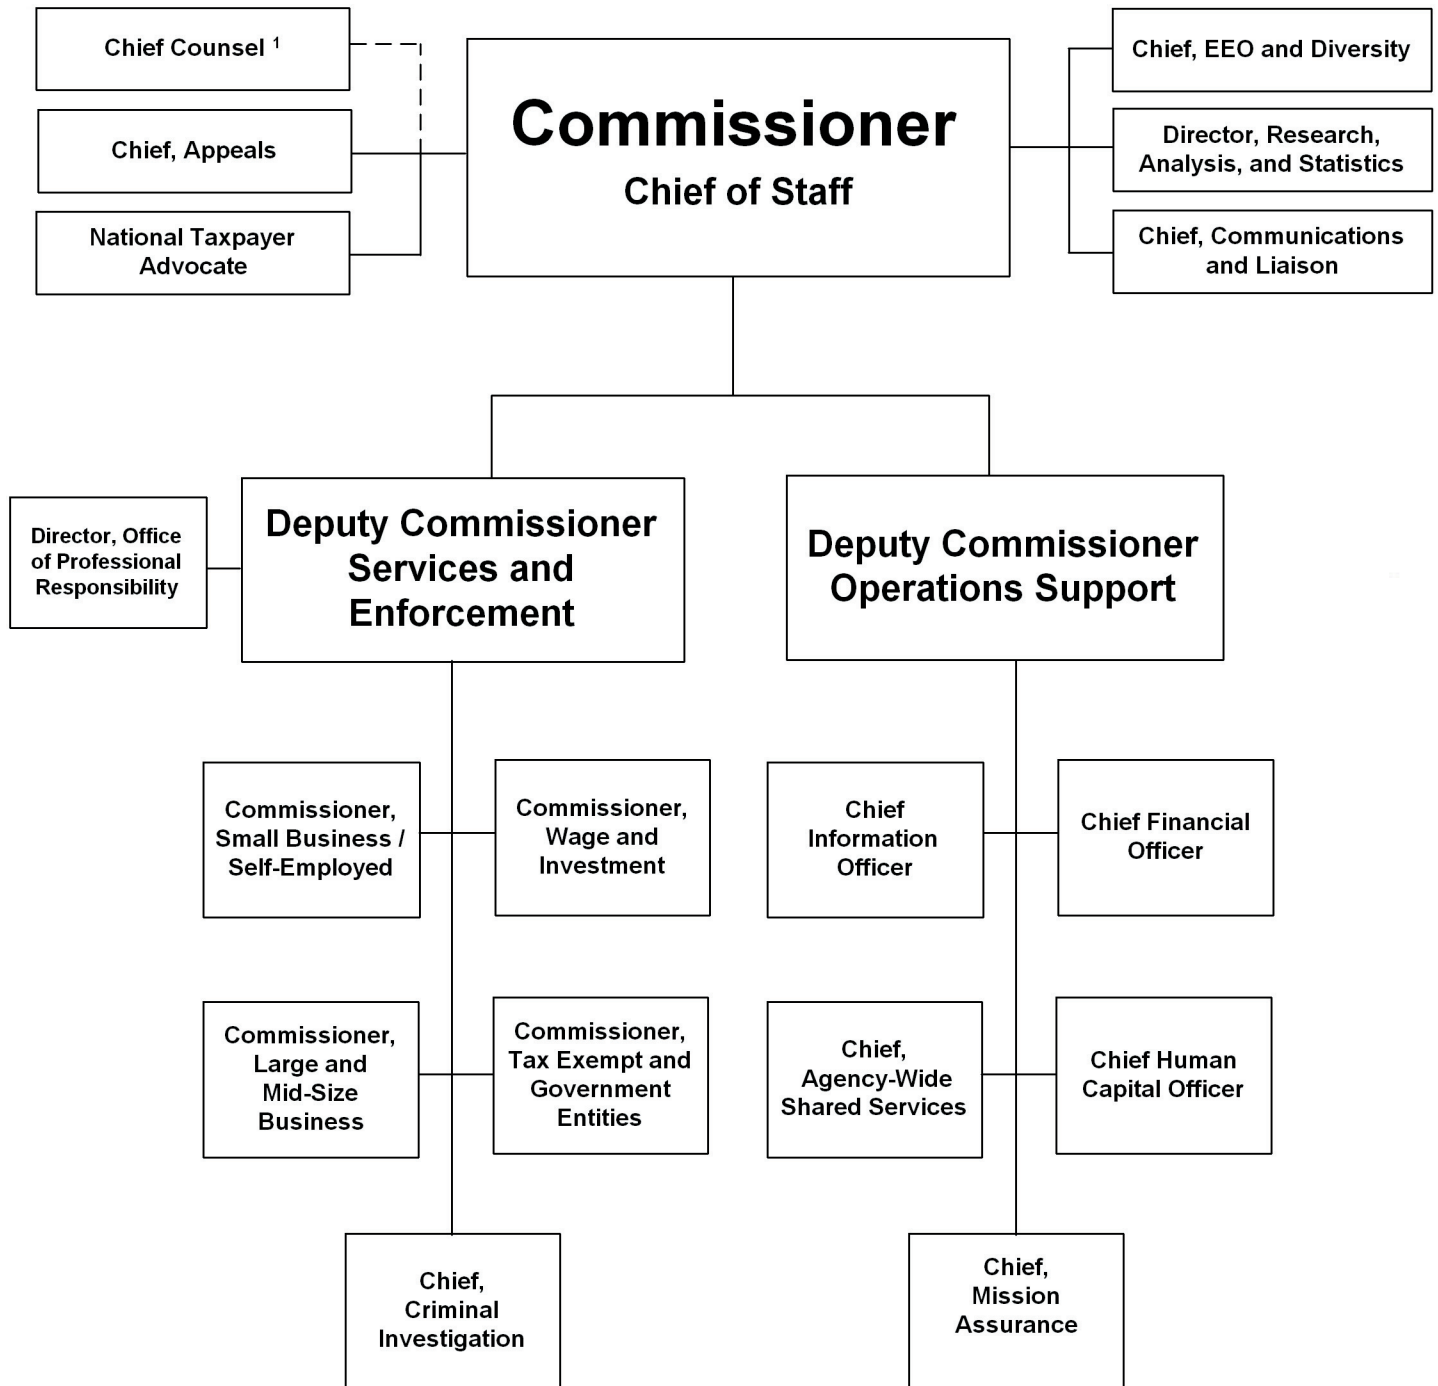 Chief Counsel 1
Chief, Appeals
National Taxpayer
Advocate
Commissioner
Chief of Staff
Chief, EEO and Diversity
Director, Research,
Analysis, and Statistics
Chief, Communications
and Liaison
Director, Office
of Professional
Responsibility
Deputy Commissioner
Services and
Enforcement
Deputy Commissioner
Operations Support
Commissioner,
Small Business /
Self-Employed
Commissioner,
Wage and
Investment
Chief
Information
Officer
Chief Financial
Officer
Commissioner,
Large and
Mid-Size
Business
Commissioner,
Tax Exempt and
Government
Entities
Chief,
Agency-Wide
Shared Services
Chief Human
Capital Officer
Chief,
Criminal
Investigation
Chief,
Mission
Assurance